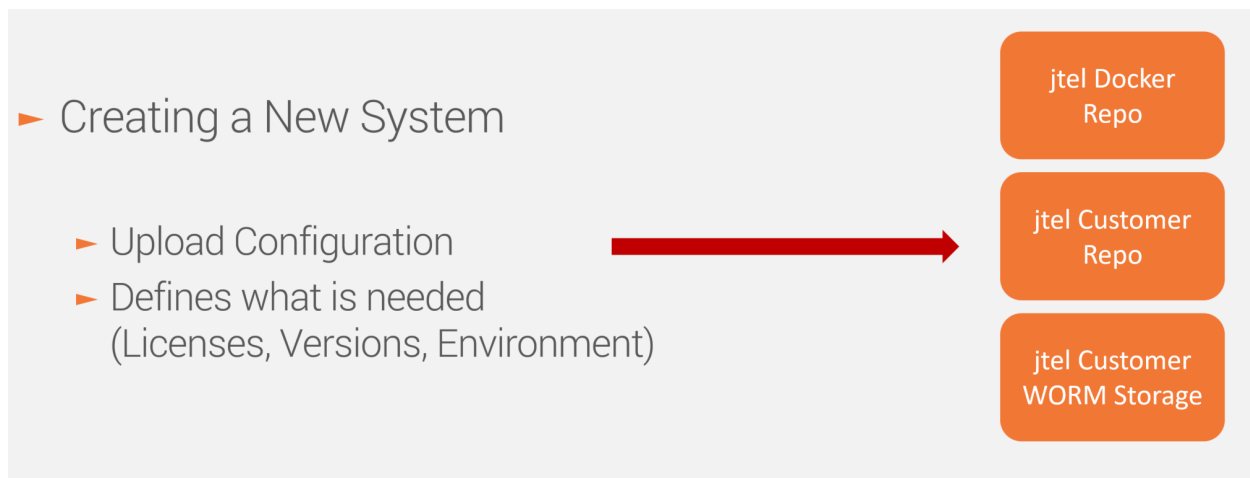 Creating a New System
Upload Configuration
Defines what is needed
(Licenses, Versions, Environment)
jtel Docker
Repo
jtel Customer
Repo
jtel Customer
WORM Storage